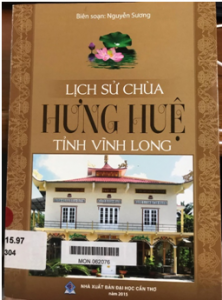 Biên soạn: Nguyễn Sương
LỊCH SỬ CHÙA
HƯNG HUỆ
TỈNH VĨNH LONG
15.97
304
MON.062076
NHÀ XUẤT BẢN ĐẠI HỌC CẦN THƠ
năm 2015